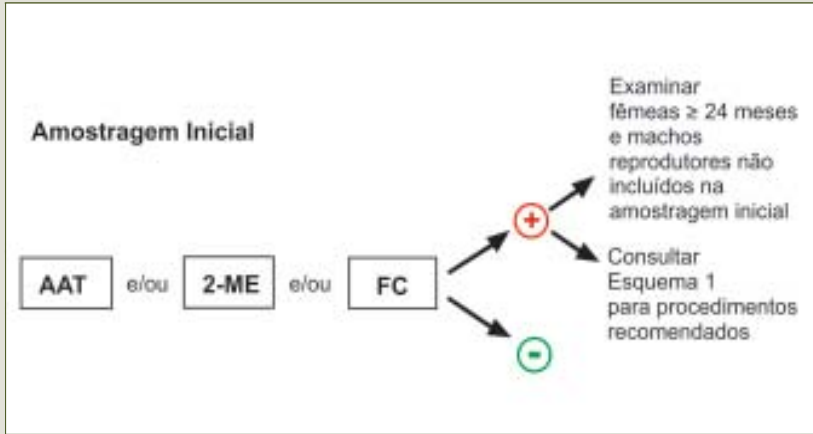 Amostragem Inicial
AAT e/ou 2-ME e/ou FC
+
-
Examinar
fêmeas ≥ 24 meses
e machos
reprodutores não
incluídos na
amostragem inicial
Consultar
Esquema 1
para procedimentos
recomendados